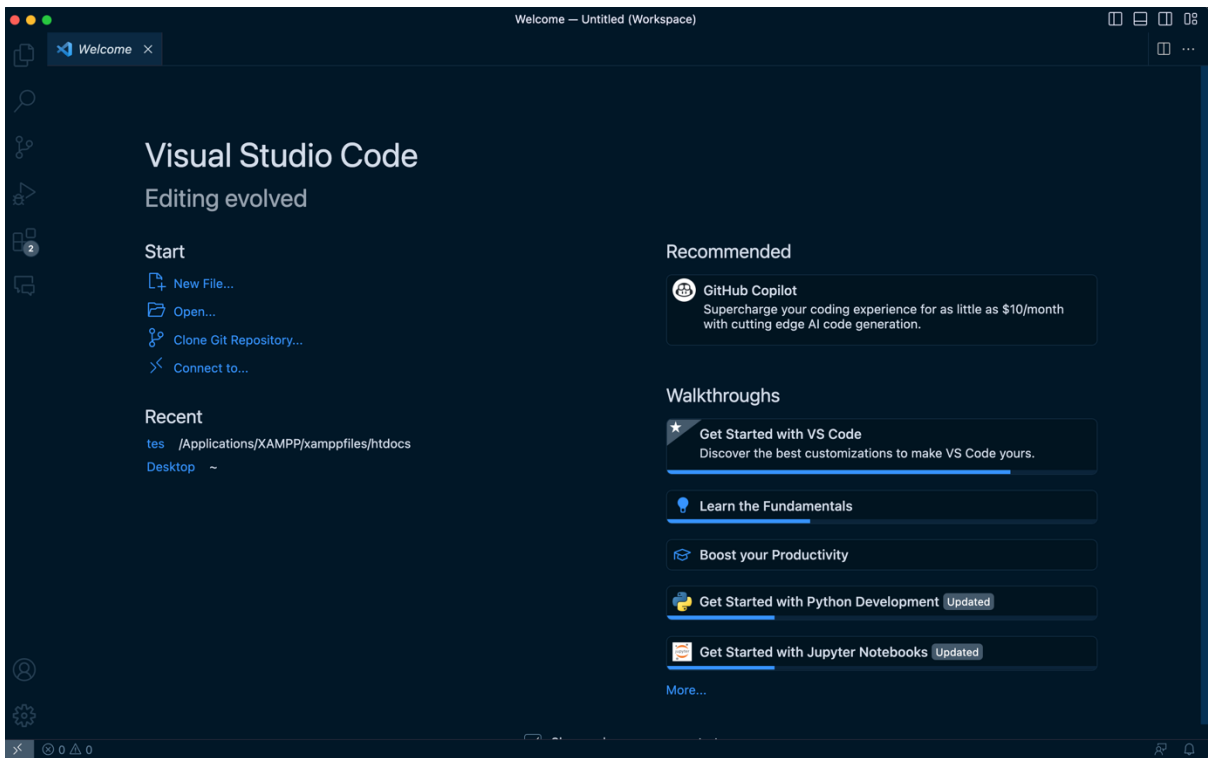 Welcome — Untitled (Workspace)
Welcome
Visual Studio Code
Editing evolved
Start
New File...
Open...
Clone Git Repository...
Connect to...
Recent
tes /Applications/XAMPP/xamppfiles/htdocs
Desktop ~
Recommended
GitHub Copilot
Supercharge your coding experience for as little as $10/month
with cutting edge AI code generation.
Walkthroughs
Get Started with VS Code
Discover the best customizations to make VS Code yours.
Learn the Fundamentals
Boost your Productivity
Get Started with Python Development Updated
Get Started with Jupyter Notebooks Updated
More...
2
0 0